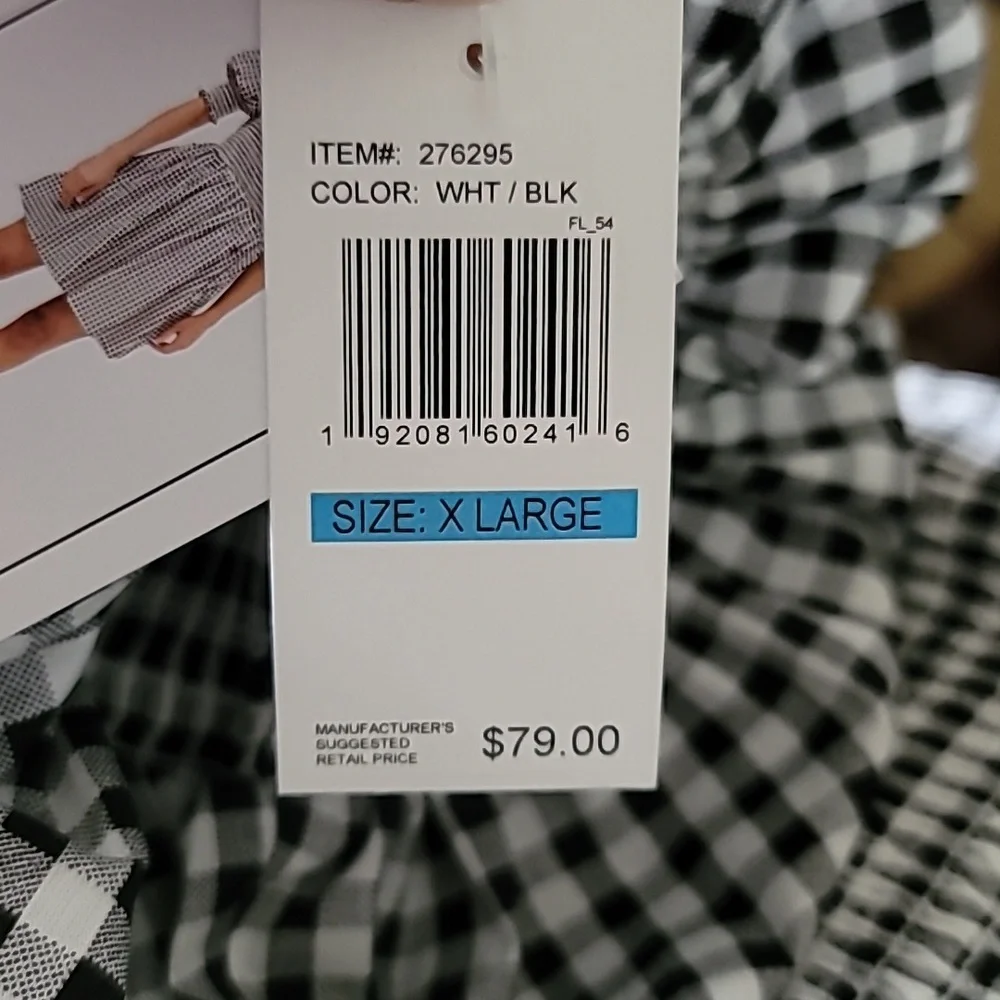 ITEM#: 276295
COLOR: WHT / BLK
FL_54
1 92081 60241 6
SIZE: X LARGE
MANUFACTURER'S
SUGGESTED
RETAIL PRICE
$79.00